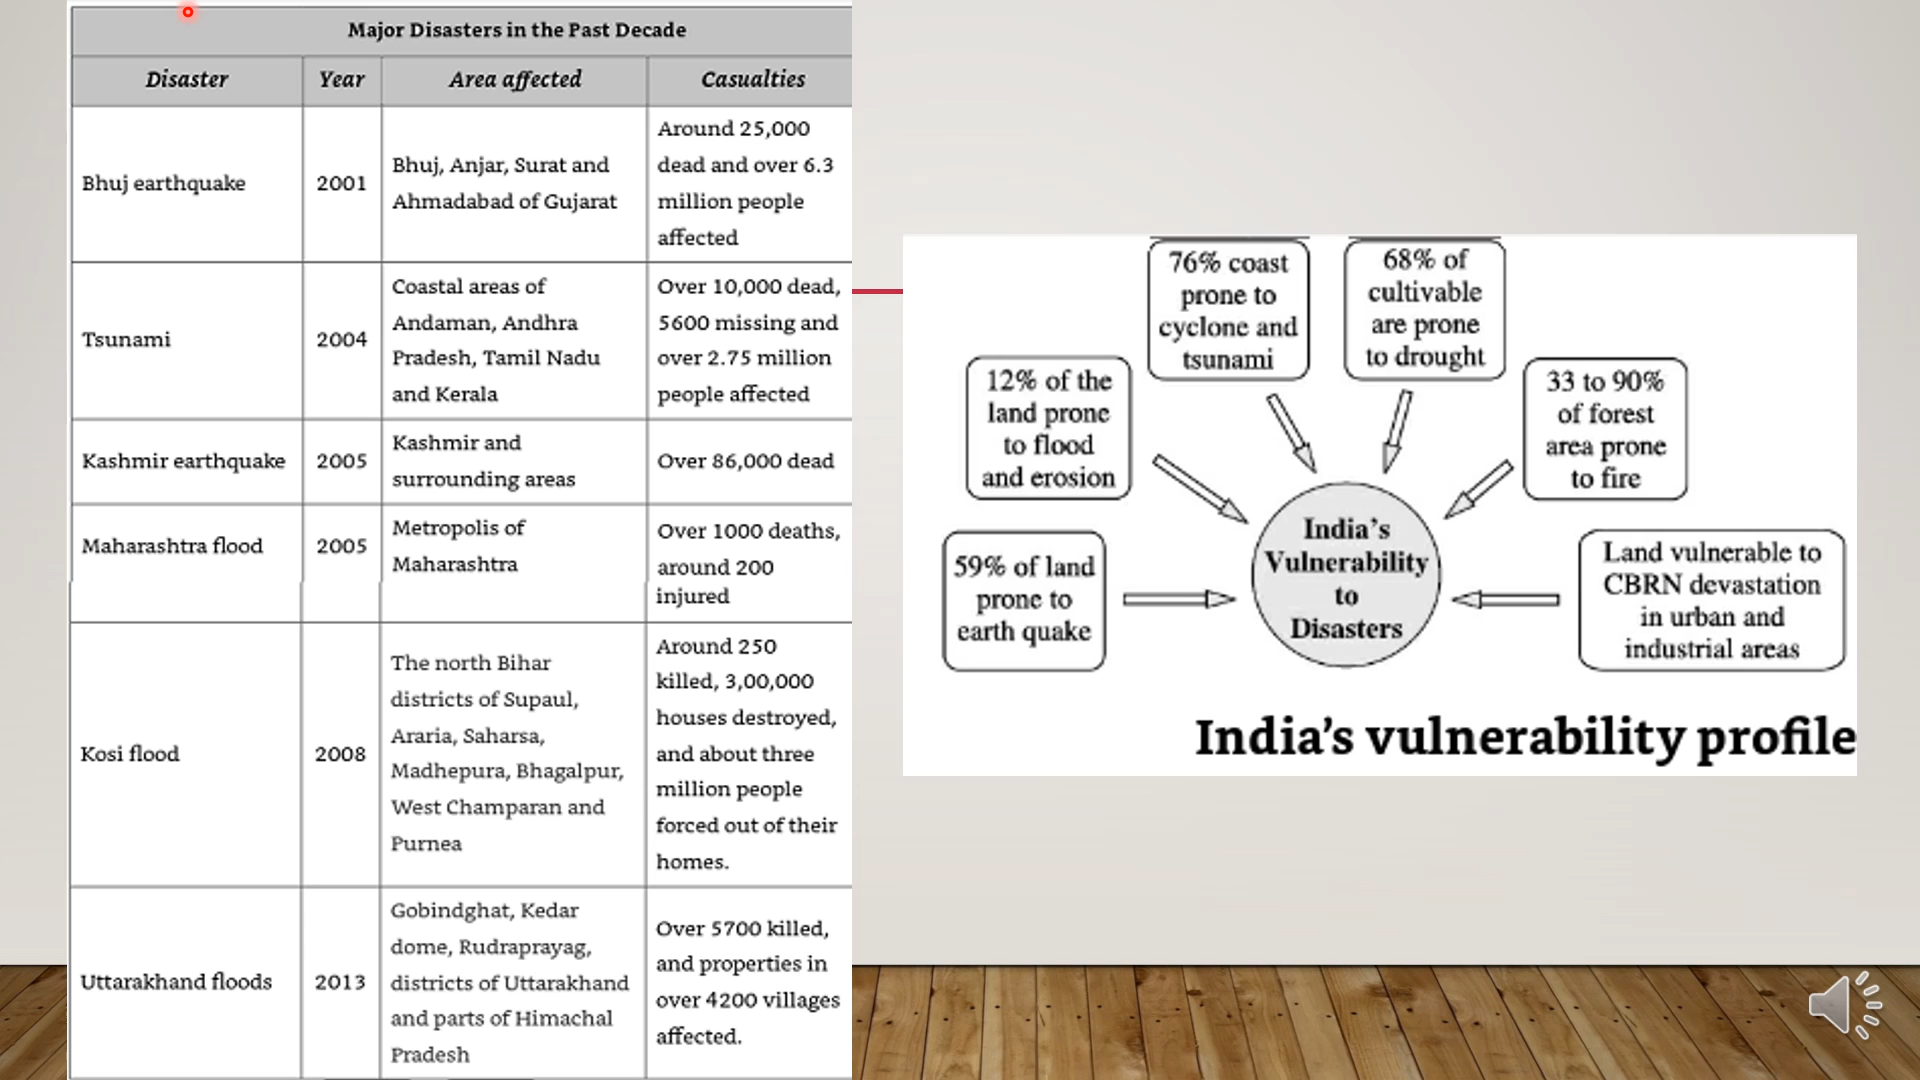 Major Disasters in the Past Decade
Disaster Year Area affected Casualties
Bhuj earthquake
2001
Bhuj, Anjar, Surat and
Ahmadabad of Gujarat
Around 25,000
dead and over 6.3
million people
affected
Tsunami
2004
Coastal areas of
Andaman, Andhra
Pradesh, Tamil Nadu
and Kerala
Over 10,000 dead,
5600 missing and
over 2.75 million
people affected
Kashmir earthquake
2005
Kashmir and
surrounding areas
Over 86,000 dead
Maharashtra flood
2005
Metropolis of
Maharashtra
Over 1000 deaths,
around 200
injured
Kosi flood
2008
The north Bihar
districts of Supaul,
Araria, Saharsa,
Madhepura, Bhagalpur,
West Champaran and
Purnea
Around 250
killed, 3,00,000
houses destroyed,
and about three
million people
forced out of their
homes.
Uttarakhand floods
2013
Gobindghat, Kedar
dome, Rudraprayag,
districts of Uttarakhand
and parts of Himachal
Pradesh
Over 5700 killed,
and properties in
over 4200 villages
affected.
76% coast
prone to
cyclone and
tsunami
68% of
cultivable
are prone
to drought
12% of the
land prone
to flood
and erosion
33 to 90%
of forest
area prone
to fire
59% of land
prone to
earth quake
India's
Vulnerability
to
Disasters
Land vulnerable to
CBRN devastation
in urban and
industrial areas
India's vulnerability profile